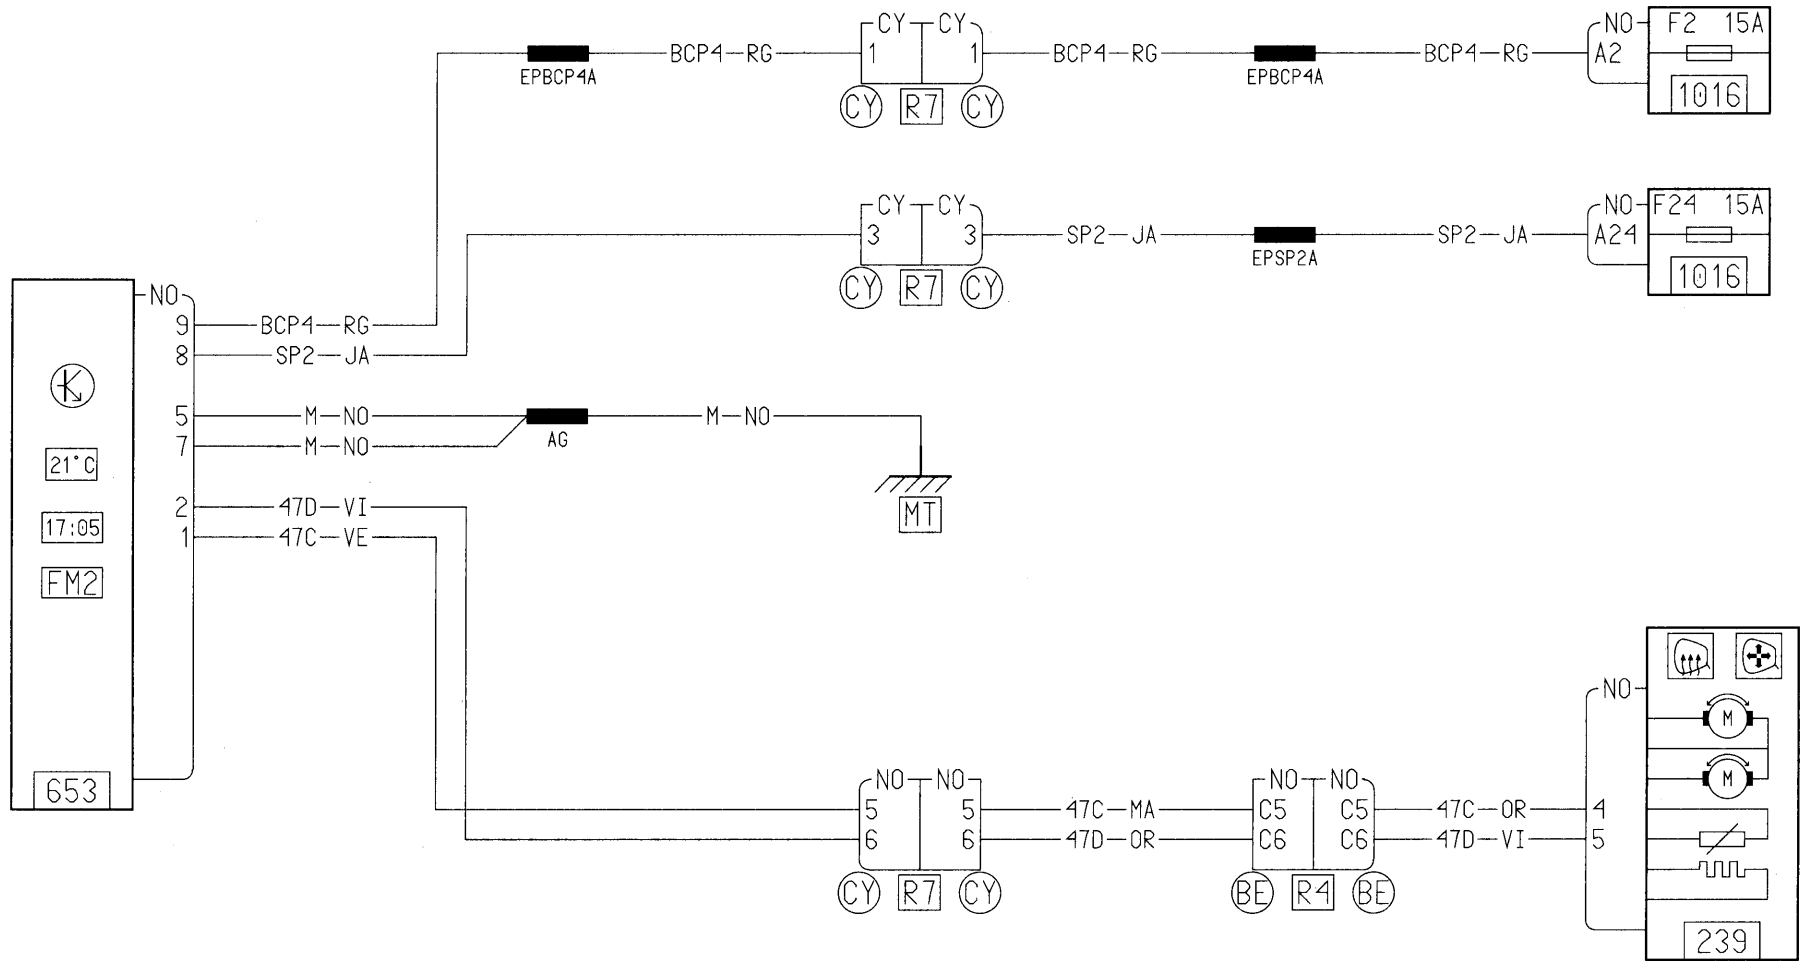 CY CY
1 1
CY R7 CY
BCP4 RG
EPBCP4A
BCP4 RG
EPBCP4A
BCP4 RG
NO
A2
F2 15A
1016
CY CY
3 3
CY R7 CY
SP2 JA
EPSP2A
SP2 JA
NO
A24
F24 15A
1016
NO
9 BCP4 RG
8 SP2 JA
5 M NO
7 M NO
AG
M NO
MT
2 47D VI
1 47C VE
21°C
17:05
FM2
653
NO NO
5 5
6 6
CY R7 CY
47C MA
47D OR
NO NO
C5 C5
C6 C6
BE R4 BE
47C OR
47D VI
NO
4
5
M
M
239